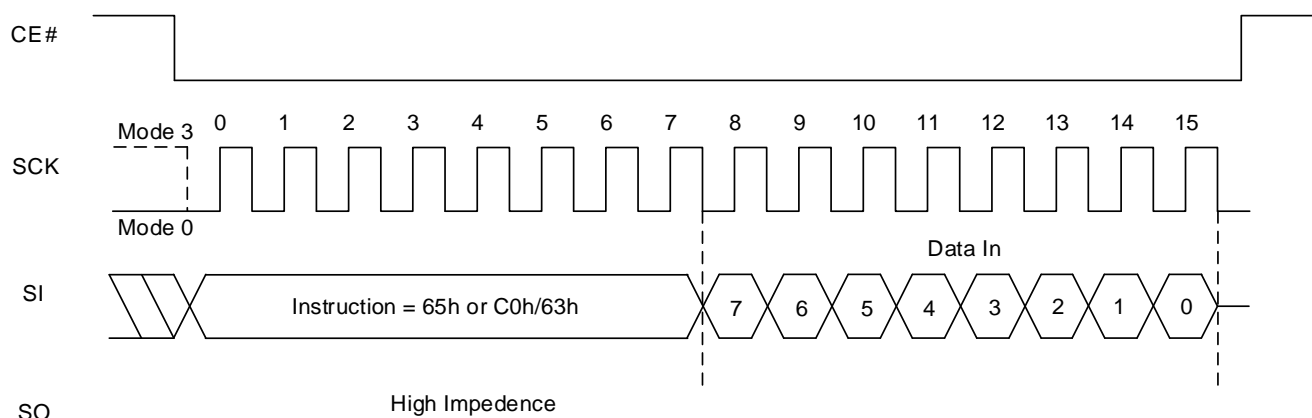 CE#
Mode 3
0 1 2 3 4 5 6 7 8 9 10 11 12 13 14 15
SCK
Mode 0
Data In
SI
Instruction = 65h or C0h/63h
7 6 5 4 3 2 1 0
High Impedence
SO